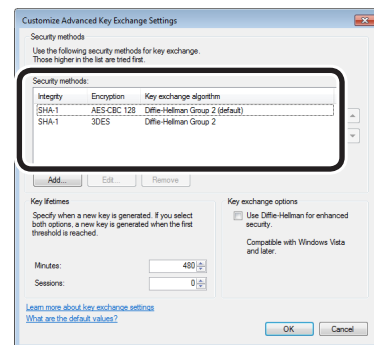 Customize Advanced Key Exchange Settings
Security methods
Use the following security methods for key exchange.
Those higher in the list are tried first.
Security methods:
Integrity Encryption Key exchange algorithm
SHA-1 AES-CBC 128 Diffie-Hellman Group 2 (default)
SHA-1 3DES Diffie-Hellman Group 2
Add... Edit... Remove
Key lifetimes
Specify when a new key is generated. If you select
both options, a new key is generated when the first
threshold is reached.
Minutes: 480
Sessions: 0
Key exchange options
Use Diffie-Hellman for enhanced
security.
Compatible with Windows Vista
and later.
Learn more about key exchange settings
What are the default values?
OK Cancel